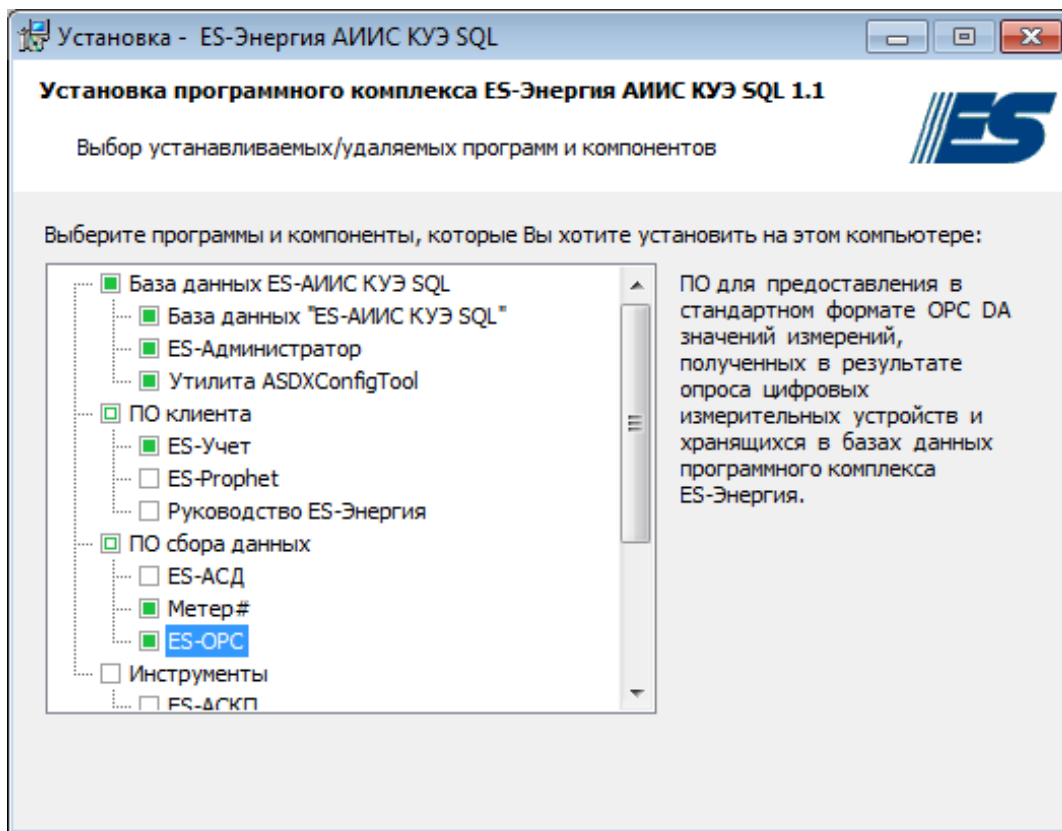 Установка - ES-Энергия АИИС КУЭ SQL
Установка программного комплекса ES-Энергия АИИС КУЭ SQL 1.1
Выбор устанавливаемых/удаляемых программ и компонентов
ES
Выберите программы и компоненты, которые Вы хотите установить на этом компьютере:
База данных ES-АИИС КУЭ SQL
База данных "ES-АИИС КУЭ SQL"
ES-Администратор
Утилита ASDXConfigTool
ПО клиента
ES-Учет
ES-Prophet
Руководство ES-Энергия
ПО сбора данных
ES-АСД
Метер#
ES-OPC
Инструменты
ES-АСКП
ПО для предоставления в
стандартном формате OPC DA
значений измерений,
полученных в результате
опроса цифровых
измерительных устройств и
хранящихся в базах данных
программного комплекса
ES-Энергия.